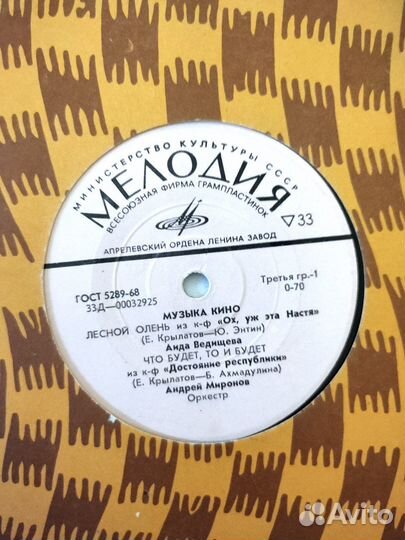 МИНИСТЕРСТВО КУЛЬТУРЫ СССР
МЕЛОДИЯ
ВСЕСОЮЗНАЯ ФИРМА ГРАМПЛАСТИНОК
▽33
АПРЕЛЕВСКИЙ ОРДЕНА ЛЕНИНА ЗАВОД
ГОСТ 5289-68
33Д—00032925
Третья гр.-1
0-70
МУЗЫКА КИНО
ЛЕСНОЙ ОЛЕНЬ из к-ф «Ох, уж эта Настя»
(Е. Крылатов—Ю. Энтин)
Аида Ведищева
ЧТО БУДЕТ, ТО И БУДЕТ
из к-ф «Достояние республики»
(Е. Крылатов—Б. Ахмадулина)
Андрей Миронов
Оркестр
Avito